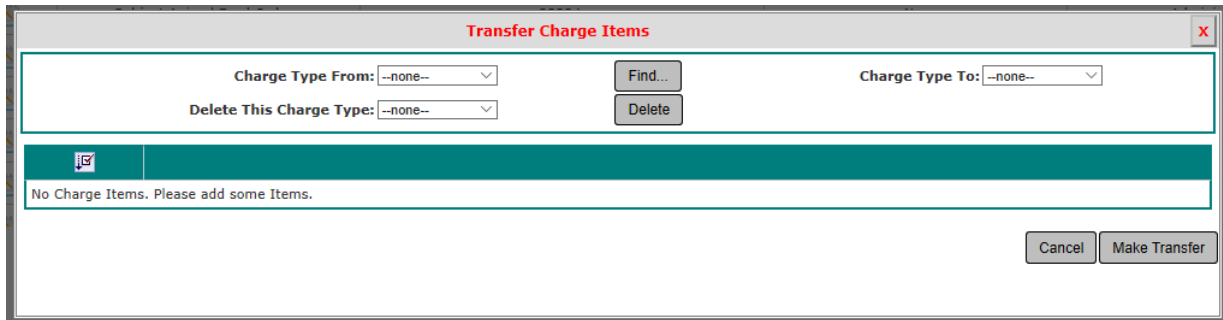 Transfer Charge Items
x
Charge Type From: --none--
Find...
Charge Type To: --none--
Delete This Charge Type: --none--
Delete
No Charge Items. Please add some Items.
Cancel
Make Transfer